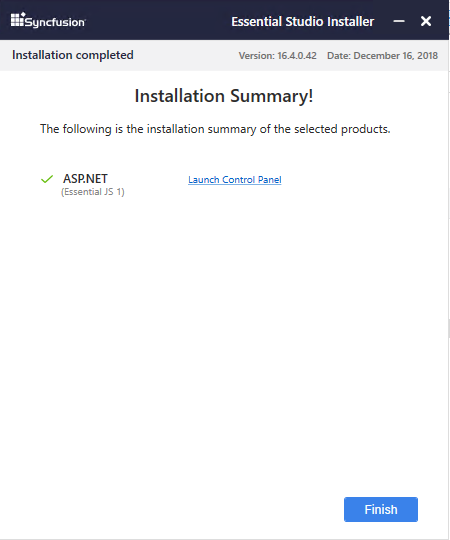 Syncfusion Essential Studio Installer
Installation completed Version: 16.4.0.42 Date: December 16, 2018
Installation Summary!
The following is the installation summary of the selected products.
ASP.NET Launch Control Panel
(Essential JS 1)
Finish